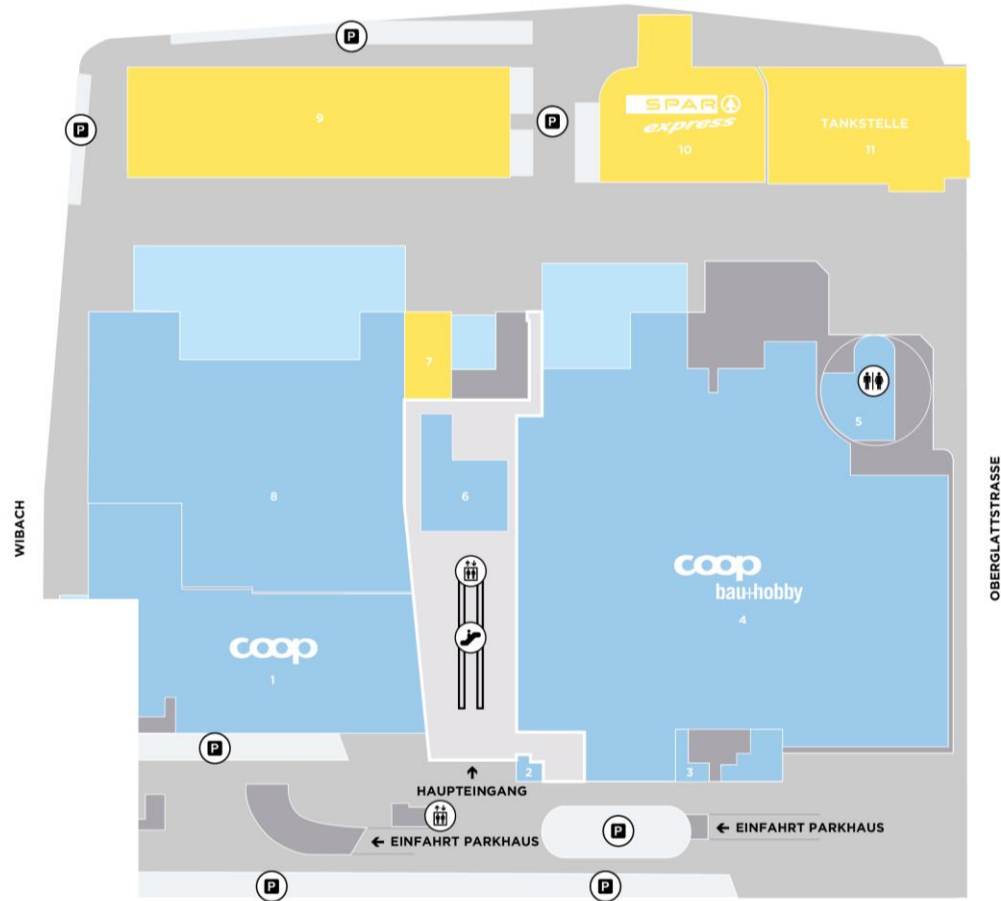 P
9
P
P
SPAR
express
10
TANKSTELLE
11
7
5
WIBACH
8
6
OBERGLATTSTRASSE
coop
bau+hobby
4
coop
1
P
2
3
HAUPTEINGANG
P
← EINFAHRT PARKHAUS
← EINFAHRT PARKHAUS
P
P